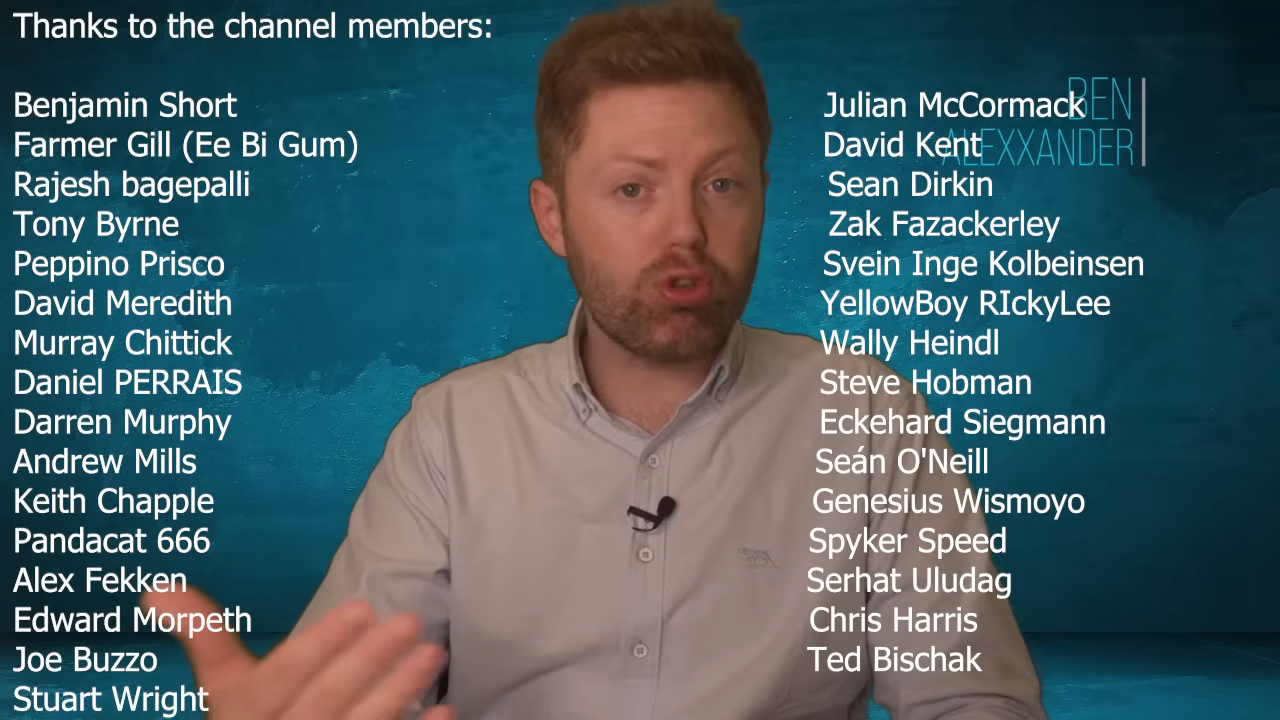 Thanks to the channel members:
Benjamin Short
Farmer Gill (Ee Bi Gum)
Rajesh bagepalli
Tony Byrne
Peppino Prisco
David Meredith
Murray Chittick
Daniel PERRAIS
Darren Murphy
Andrew Mills
Keith Chapple
Pandacat 666
Alex Fekken
Edward Morpeth
Joe Buzzo
Stuart Wright
Julian McCormack
David Kent
Sean Dirkin
Zak Fazackerley
Svein Inge Kolbeinsen
YellowBoy RIckyLee
Wally Heindl
Steve Hobman
Eckehard Siegmann
Seán O'Neill
Genesius Wismoyo
Spyker Speed
Serhat Uludag
Chris Harris
Ted Bischak
BEN
ALEXXANDER